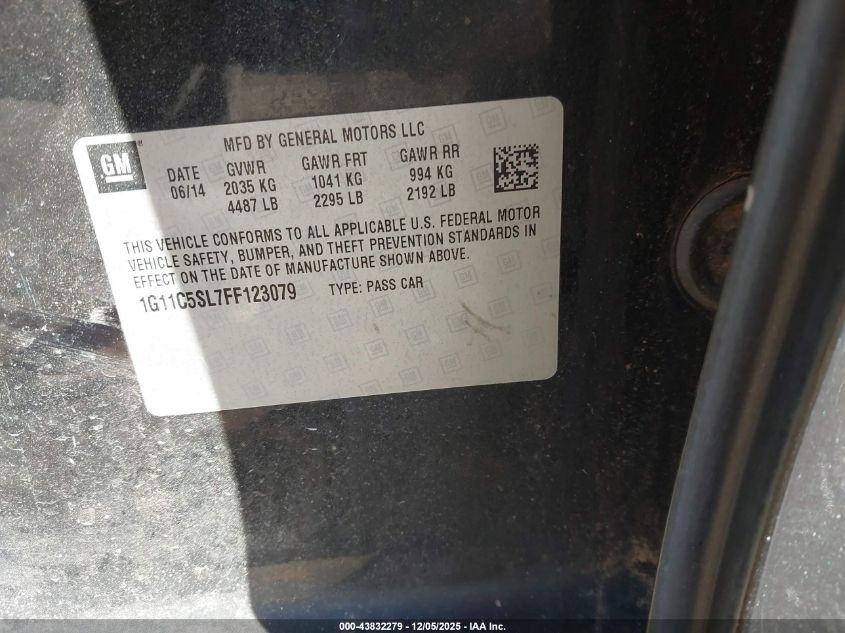 MFD BY GENERAL MOTORS LLC
GM
DATE GVWR GAWR FRT GAWR RR
06/14 2035 KG 1041 KG 994 KG
4487 LB 2295 LB 2192 LB
THIS VEHICLE CONFORMS TO ALL APPLICABLE U.S. FEDERAL MOTOR
VEHICLE SAFETY, BUMPER, AND THEFT PREVENTION STANDARDS IN
EFFECT ON THE DATE OF MANUFACTURE SHOWN ABOVE.
1G11C5SL7FF123079 TYPE: PASS CAR
000-43832279 - 12/05/2025 - IAA Inc.